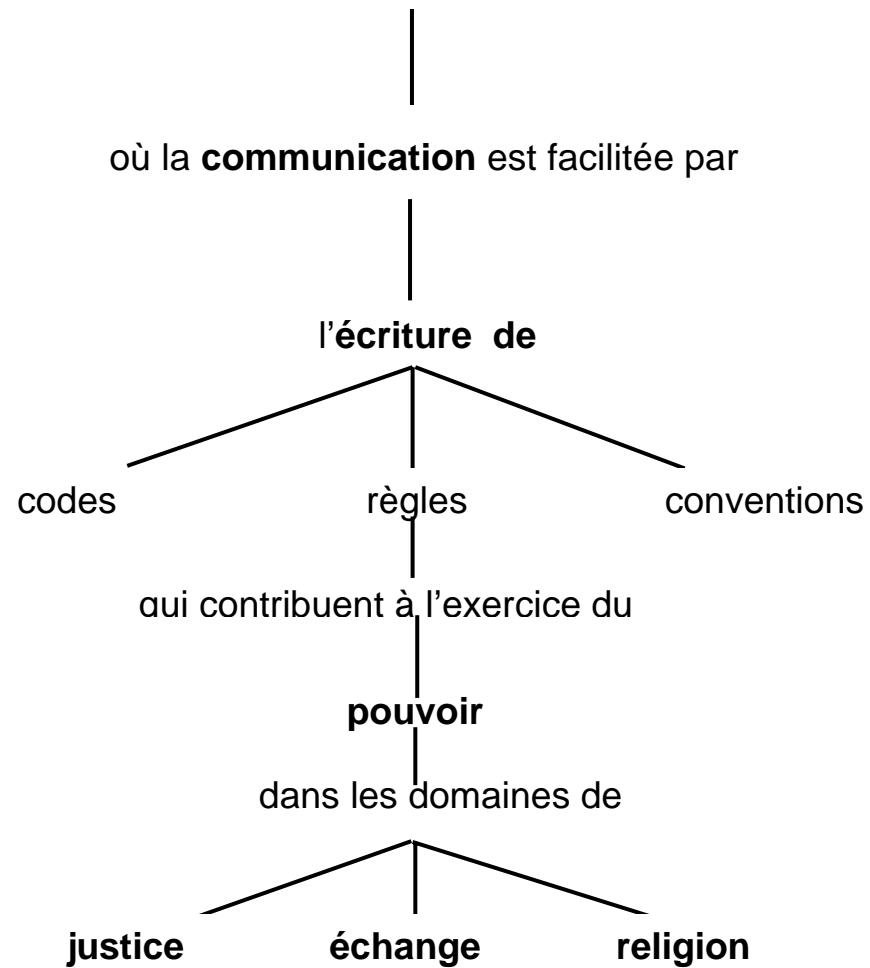 où la communication est facilitée par
l’écriture de
codes règles conventions
qui contribuent à l’exercice du
pouvoir
dans les domaines de
justice échange religion